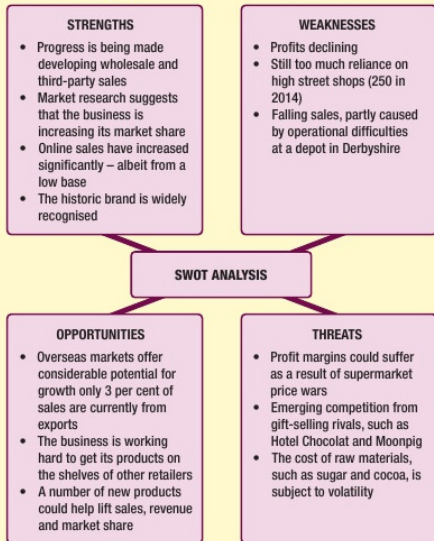 STRENGTHS
• Progress is being made
developing wholesale and
third-party sales
• Market research suggests
that the business is
increasing its market share
• Online sales have increased
significantly – albeit from a
low base
• The historic brand is widely
recognised
WEAKNESSES
• Profits declining
• Still too much reliance on
high street shops (250 in
2014)
• Falling sales, partly caused
by operational difficulties
at a depot in Derbyshire
SWOT ANALYSIS
OPPORTUNITIES
• Overseas markets offer
considerable potential for
growth only 3 per cent of
sales are currently from
exports
• The business is working
hard to get its products on
the shelves of other retailers
• A number of new products
could help lift sales, revenue
and market share
THREATS
• Profit margins could suffer
as a result of supermarket
price wars
• Emerging competition from
gift-selling rivals, such as
Hotel Chocolat and Moonpig
• The cost of raw materials,
such as sugar and cocoa, is
subject to volatility